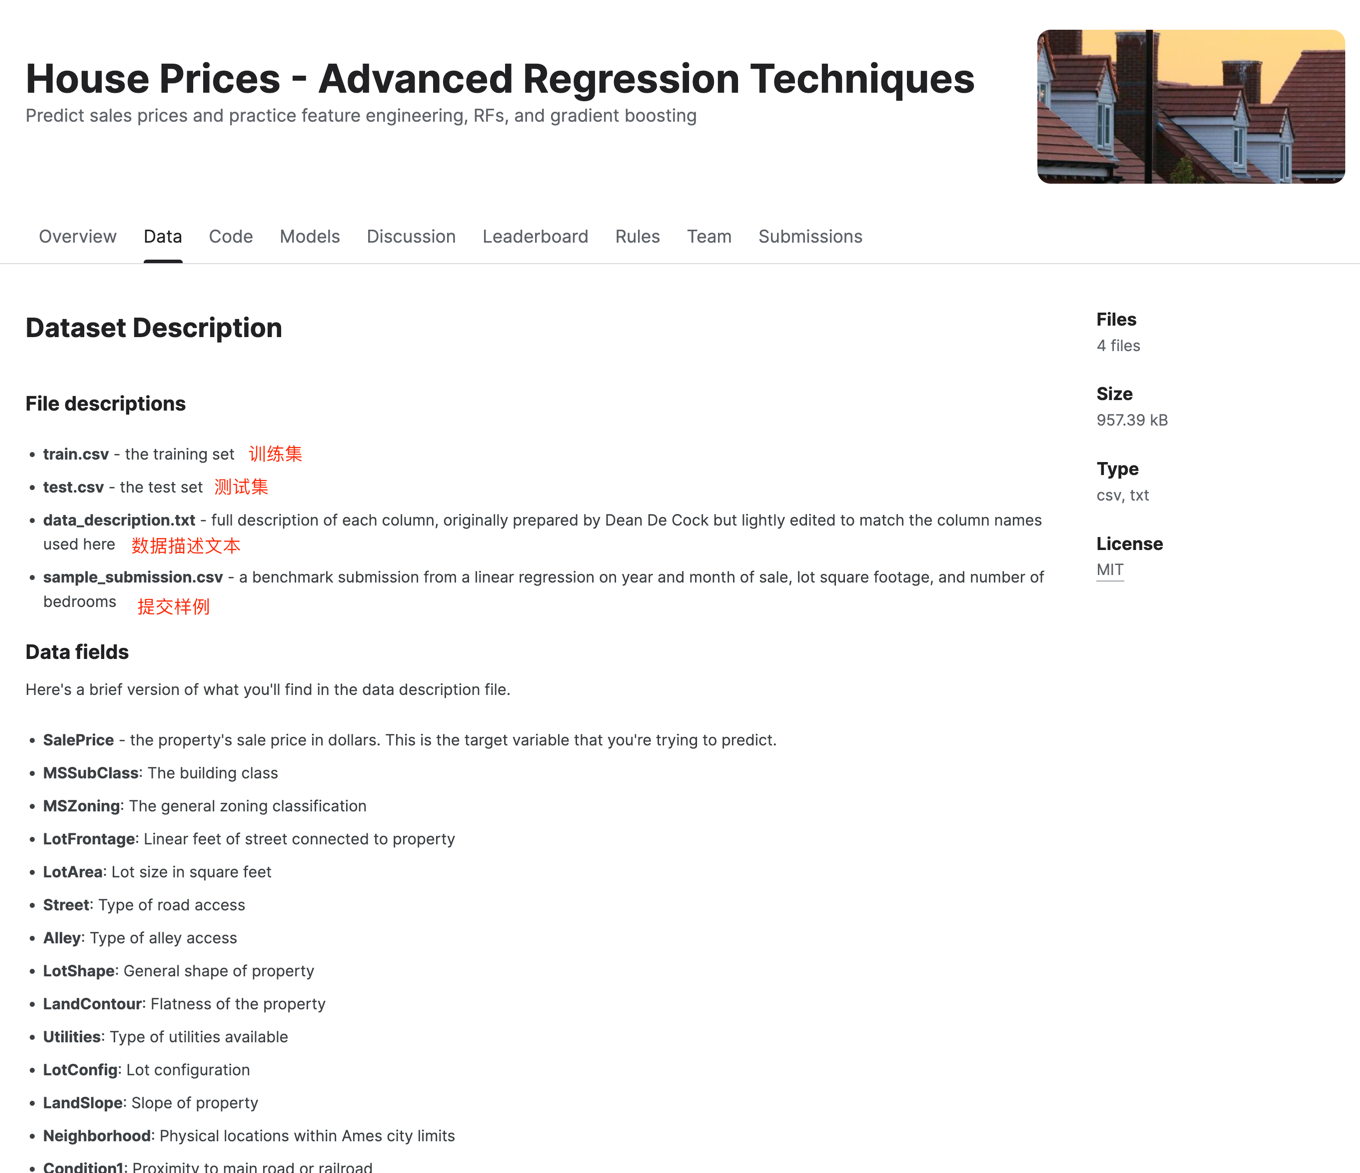 House Prices - Advanced Regression Techniques
Predict sales prices and practice feature engineering, RFs, and gradient boosting
Overview Data Code Models Discussion Leaderboard Rules Team Submissions
Dataset Description
File descriptions
• train.csv - the training set 训练集
• test.csv - the test set 测试集
• data_description.txt - full description of each column, originally prepared by Dean De Cock but lightly edited to match the column names
used here 数据描述文本
• sample_submission.csv - a benchmark submission from a linear regression on year and month of sale, lot square footage, and number of
bedrooms 提交样例
Data fields
Here's a brief version of what you'll find in the data description file.
• SalePrice - the property's sale price in dollars. This is the target variable that you're trying to predict.
• MSSubClass: The building class
• MSZoning: The general zoning classification
• LotFrontage: Linear feet of street connected to property
• LotArea: Lot size in square feet
• Street: Type of road access
• Alley: Type of alley access
• LotShape: General shape of property
• LandContour: Flatness of the property
• Utilities: Type of utilities available
• LotConfig: Lot configuration
• LandSlope: Slope of property
• Neighborhood: Physical locations within Ames city limits
• Condition1: Proximity to main road or railroad
Files
4 files
Size
957.39 kB
Type
csv, txt
License
MIT